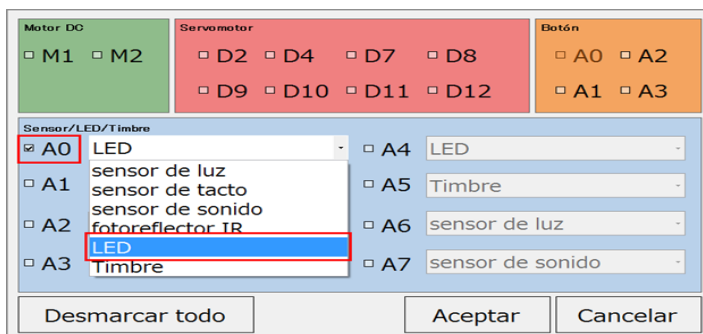 Motor DC
M1 M2
Servomotor
D2 D4 D7 D8
D9 D10 D11 D12
Botón
A0 A2
A1 A3
Sensor/LED/Timbre
A0 LED
sensor de luz
sensor de tacto
sensor de sonido
fotoreflector IR
LED
Timbre
A1
A2
A3
A4 LED
A5 Timbre
A6 sensor de luz
A7 sensor de sonido
Desmarcar todo Aceptar Cancelar